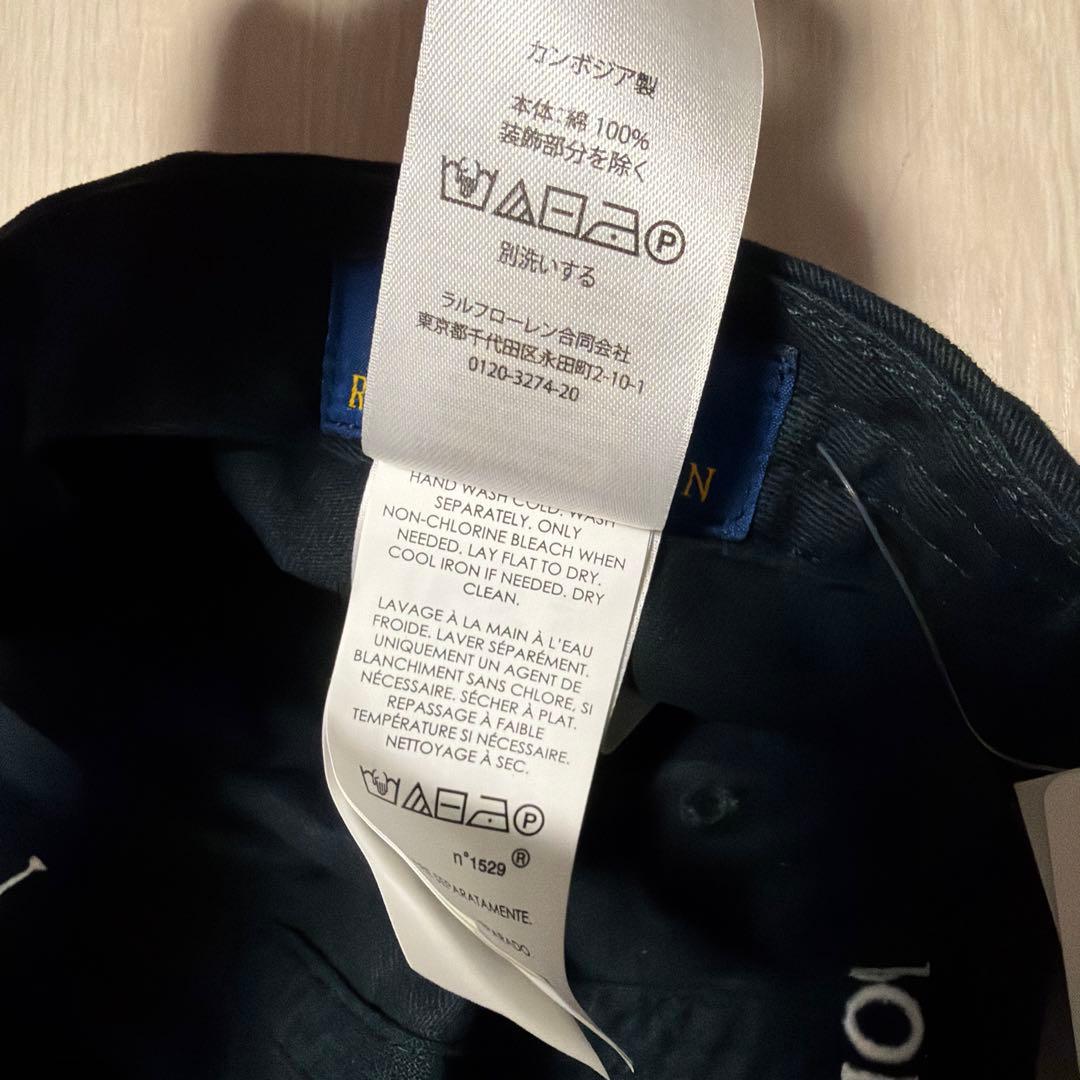 カンボジア製
本体：綿 100%
装飾部分を除く
P
別洗いする
ラルフローレン合同会社
東京都千代田区永田町2-10-1
0120-3274-20
R
N
HAND WASH COLD. WASH
SEPARATELY. ONLY
NON-CHLORINE BLEACH WHEN
NEEDED. LAY FLAT TO DRY.
COOL IRON IF NEEDED. DRY
CLEAN.
LAVAGE À LA MAIN À L'EAU
FROIDE. LAVER SÉPARÉMENT.
UNIQUEMENT UN AGENT DE
BLANCHIMENT SANS CHLORE, SI
NÉCESSAIRE. SÉCHER À PLAT.
REPASSAGE À FAIBLE
TEMPÉRATURE SI NÉCESSAIRE.
NETTOYAGE À SEC.
P
n°1529 ®
SEPARATAMENTE.